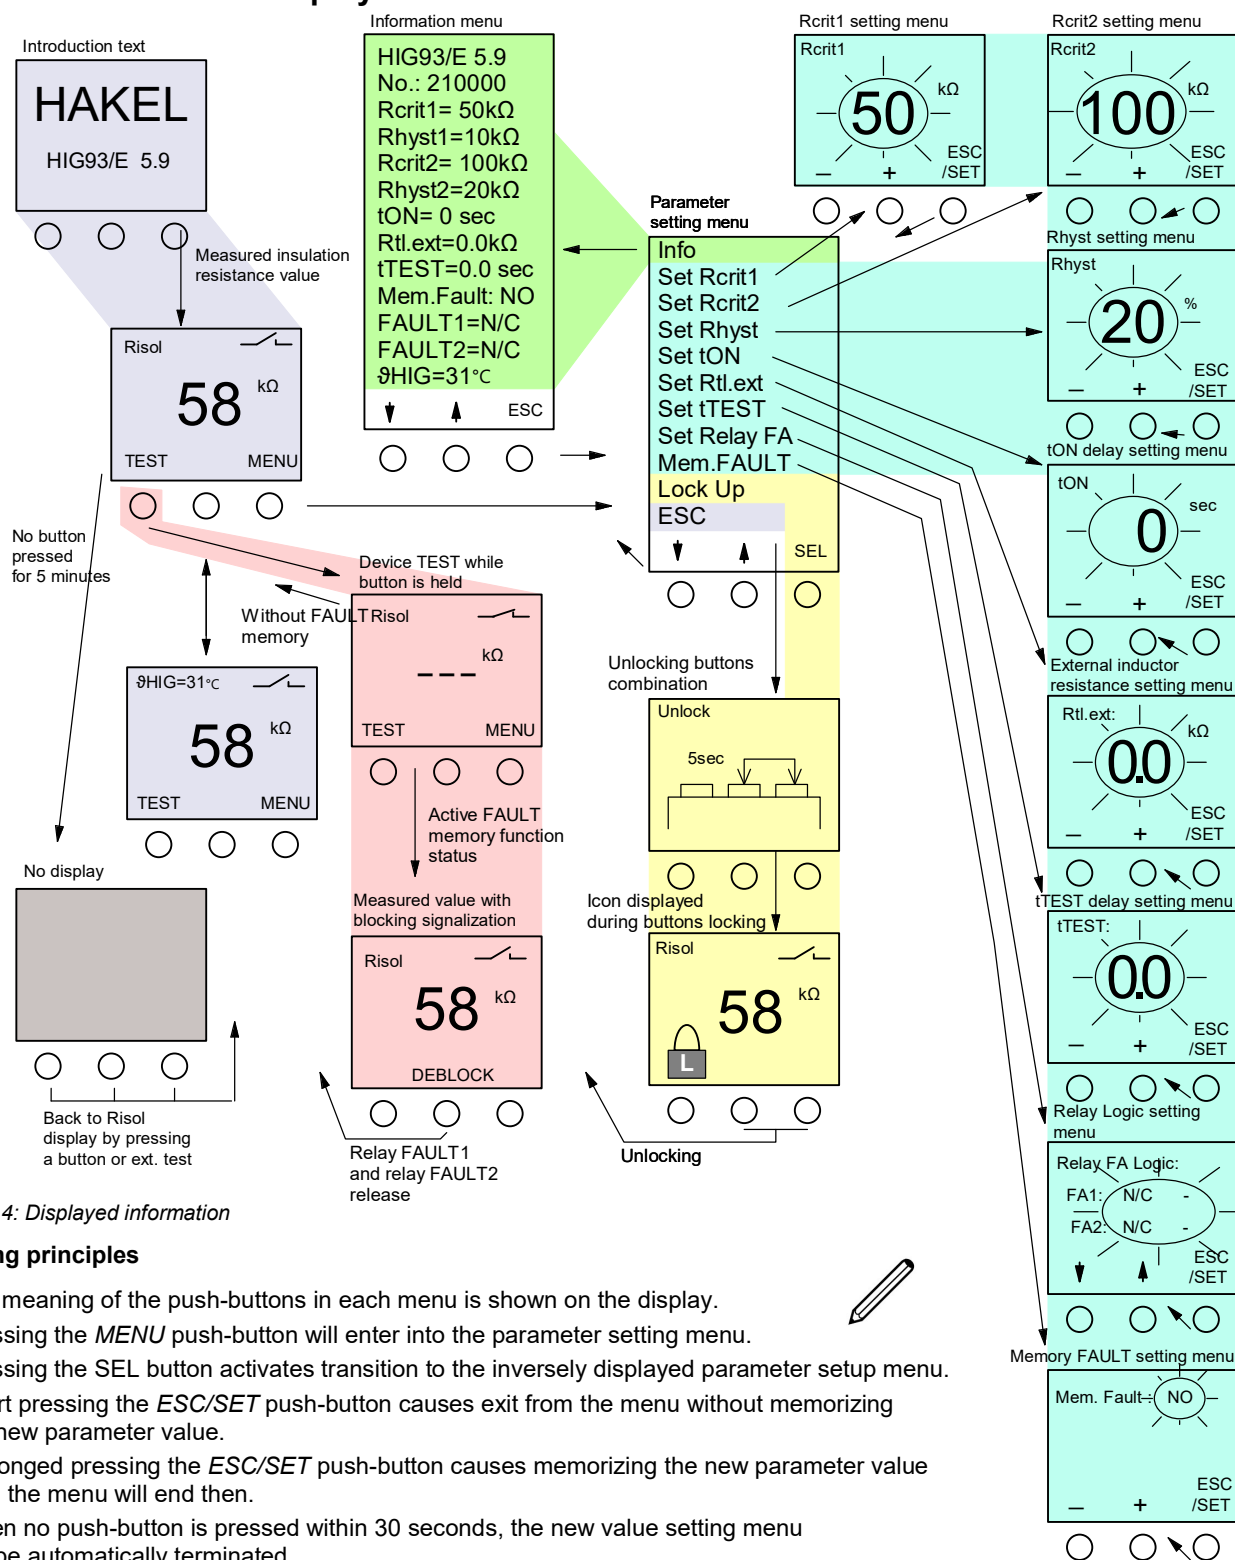 Introduction text
HAKEL
HIG93/E 5.9
Information menu
HIG93/E 5.9
No.: 210000
Rcrit1= 50kΩ
Rhyst1=10kΩ
Rcrit2= 100kΩ
Rhyst2=20kΩ
tON= 0 sec
Rtl.ext=0.0kΩ
tTEST=0.0 sec
Mem.Fault: NO
FAULT1=N/C
FAULT2=N/C
ϑHIG=31°C
ESC
Rcrit1 setting menu
Rcrit1
50
kΩ
ESC
− + /SET
Rcrit2 setting menu
Rcrit2
100
kΩ
ESC
− + /SET
Measured insulation
resistance value
Risol
58 kΩ
TEST MENU
Parameter
setting menu
Info
Set Rcrit1
Set Rcrit2
Set Rhyst
Set tON
Set Rtl.ext
Set tTEST
Set Relay FA
Mem.FAULT
Lock Up
ESC
SEL
Rhyst setting menu
Rhyst
20 %
ESC
− + /SET
tON delay setting menu
tON
0 sec
ESC
− + /SET
No button
pressed
for 5 minutes
Device TEST while
button is held
Without FAULT
memory
Risol
--- kΩ
TEST MENU
ϑHIG=31°C
58 kΩ
TEST MENU
Unlocking buttons
combination
Unlock
5sec
External inductor
resistance setting menu
Rtl.ext:
0.0 kΩ
ESC
− + /SET
Active FAULT
memory function
status
No display
Measured value with
blocking signalization
Risol
58 kΩ
DEBLOCK
Icon displayed
during buttons locking
Risol
58 kΩ
L
tTEST delay setting menu
tTEST:
0.0
ESC
− + /SET
Back to Risol
display by pressing
a button or ext. test
Relay FAULT1
and relay FAULT2
release
Unlocking
Relay Logic setting
menu
Relay FA Logic:
FA1: N/C -
FA2: N/C -
ESC
/SET
Memory FAULT setting menu
Mem. Fault: NO
ESC
− + /SET
4: Displayed information
ng principles
meaning of the push-buttons in each menu is shown on the display.
ssing the MENU push-button will enter into the parameter setting menu.
ssing the SEL button activates transition to the inversely displayed parameter setup menu.
rt pressing the ESC/SET push-button causes exit from the menu without memorizing
new parameter value.
onged pressing the ESC/SET push-button causes memorizing the new parameter value
the menu will end then.
en no push-button is pressed within 30 seconds, the new value setting menu
be automatically terminated